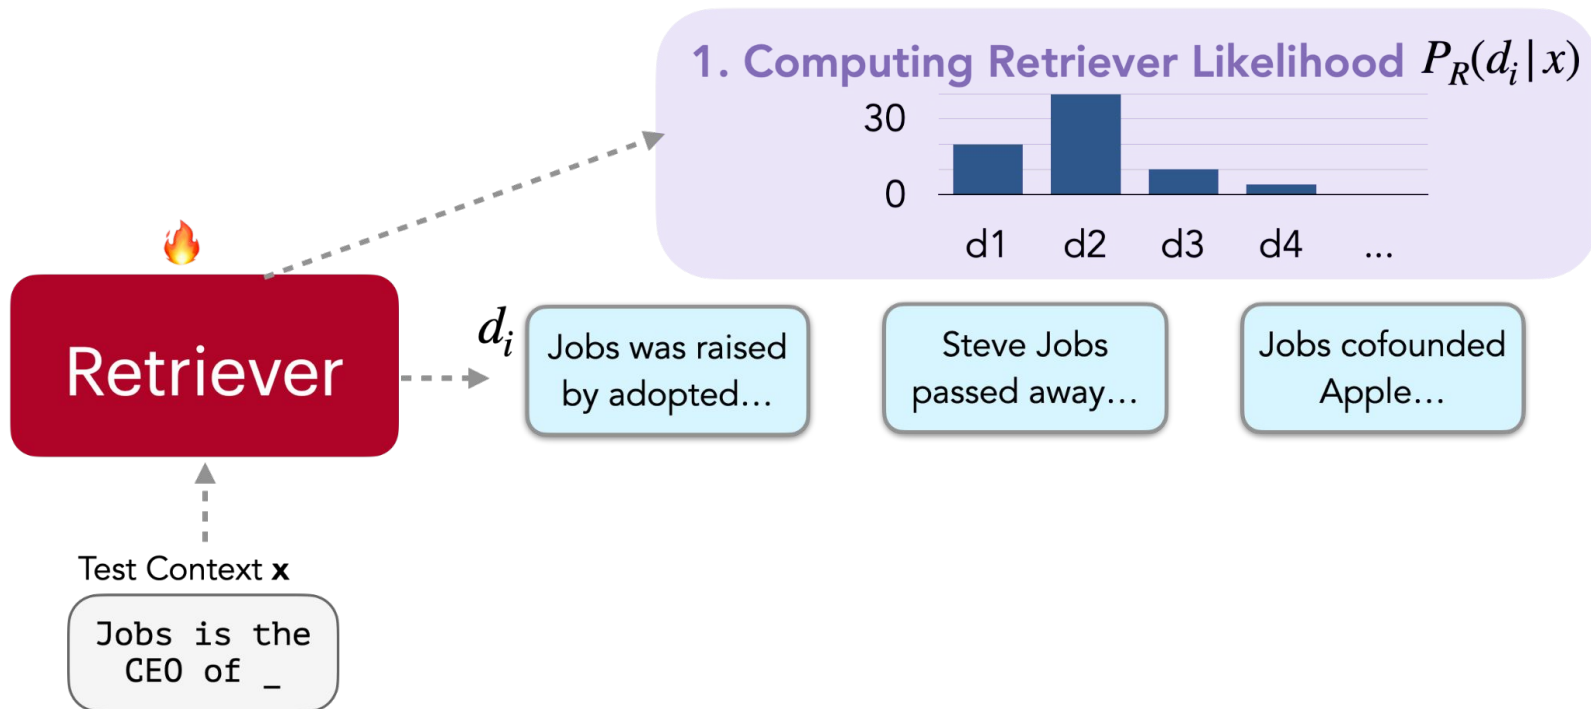 1. Computing Retriever Likelihood P_R(d_i|x)
30
0
d1 d2 d3 d4 ...
Retriever
d_i
Jobs was raised
by adopted...
Steve Jobs
passed away...
Jobs cofounded
Apple...
Test Context x
Jobs is the
CEO of _